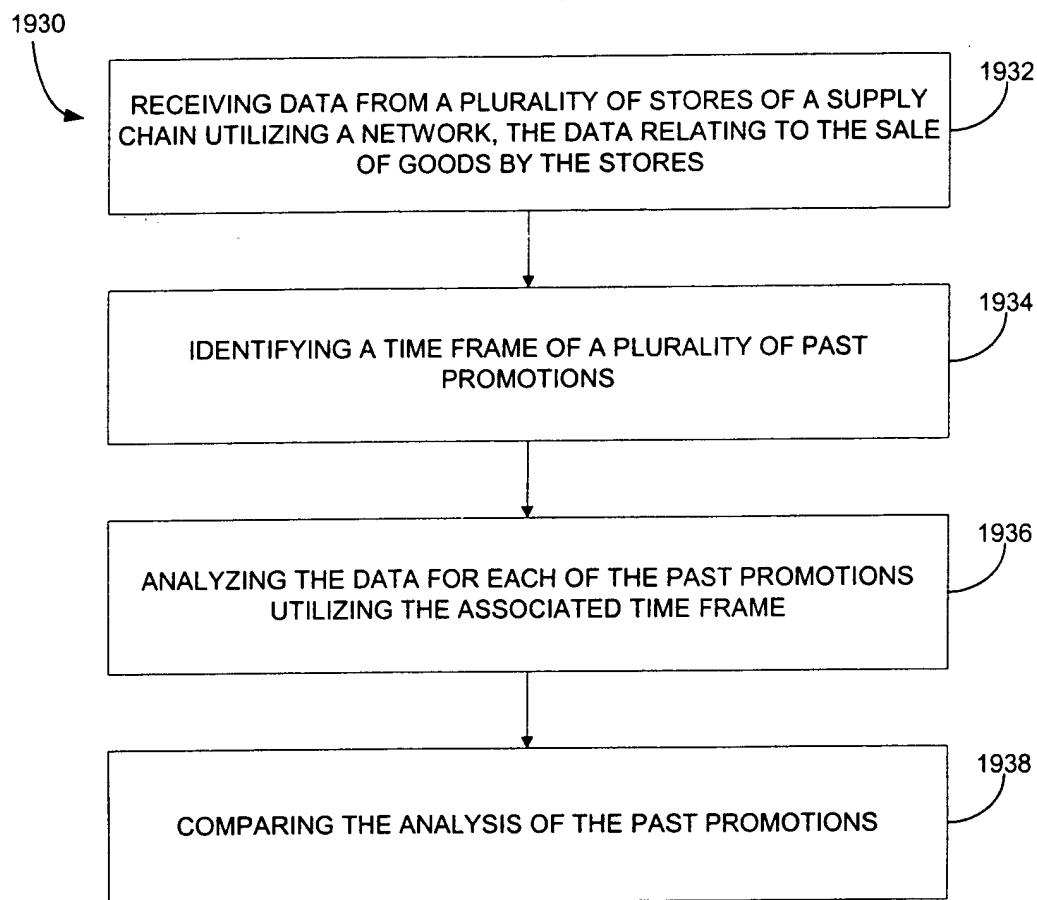 1930
1932
RECEIVING DATA FROM A PLURALITY OF STORES OF A SUPPLY
CHAIN UTILIZING A NETWORK, THE DATA RELATING TO THE SALE
OF GOODS BY THE STORES
1934
IDENTIFYING A TIME FRAME OF A PLURALITY OF PAST
PROMOTIONS
1936
ANALYZING THE DATA FOR EACH OF THE PAST PROMOTIONS
UTILIZING THE ASSOCIATED TIME FRAME
1938
COMPARING THE ANALYSIS OF THE PAST PROMOTIONS